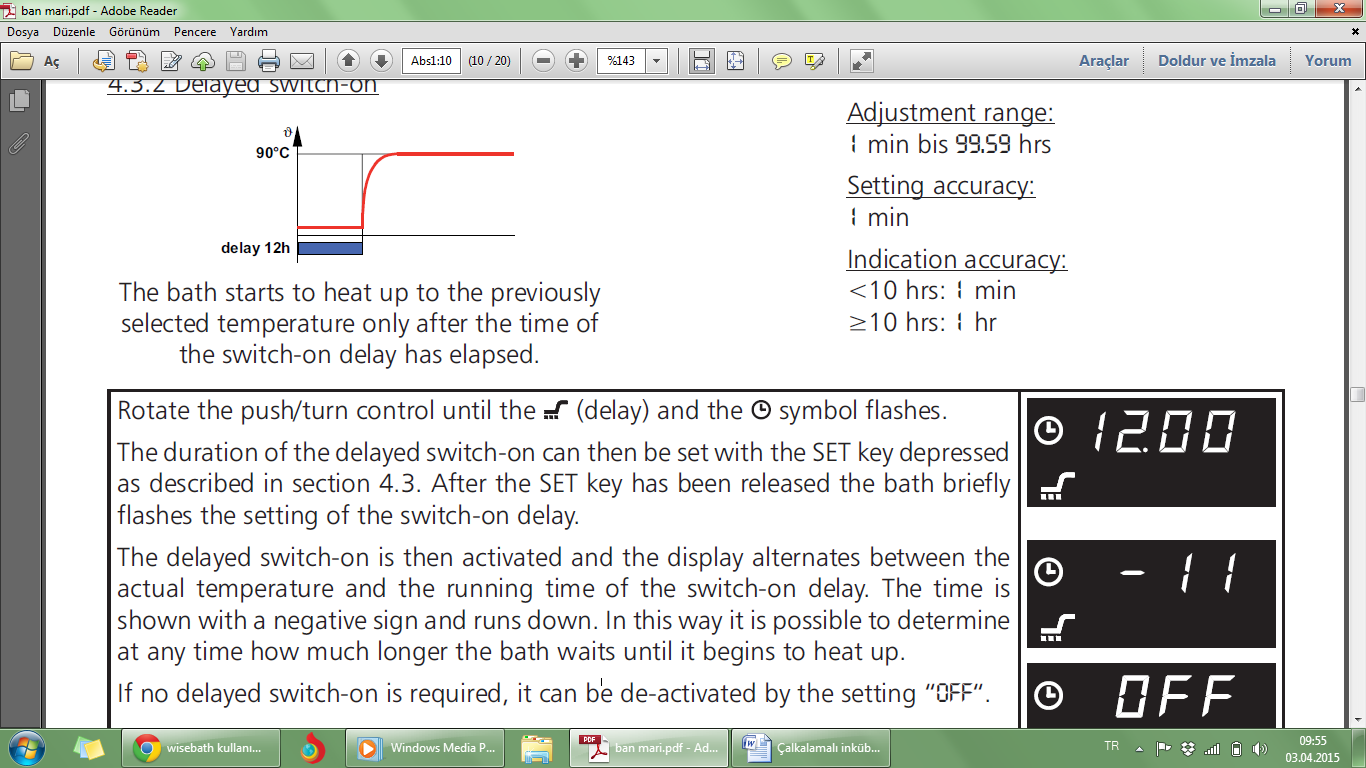 ban mari.pdf - Adobe Reader
Dosya Düzenle Görünüm Pencere Yardım
Aç
Abs1:10
(10 / 20)
%143
Araçlar
Doldur ve İmzala
Yorum
4.3.2 Delayed switch-on
ϑ
90°C
delay 12h
The bath starts to heat up to the previously
selected temperature only after the time of
the switch-on delay has elapsed.
Adjustment range:
1 min bis 99.59 hrs
Setting accuracy:
1 min
Indication accuracy:
<10 hrs: 1 min
≥10 hrs: 1 hr
Rotate the push/turn control until the (delay) and the symbol flashes.
The duration of the delayed switch-on can then be set with the SET key depressed
as described in section 4.3. After the SET key has been released the bath briefly
flashes the setting of the switch-on delay.
The delayed switch-on is then activated and the display alternates between the
actual temperature and the running time of the switch-on delay. The time is
shown with a negative sign and runs down. In this way it is possible to determine
at any time how much longer the bath waits until it begins to heat up.
If no delayed switch-on is required, it can be de-activated by the setting “OFF”.
12.00
- 11
OFF
wisebath kullanı...
Windows Media P...
PDF
ban mari.pdf - Ad...
Çalkalamalı inküb...
TR
09:55
03.04.2015